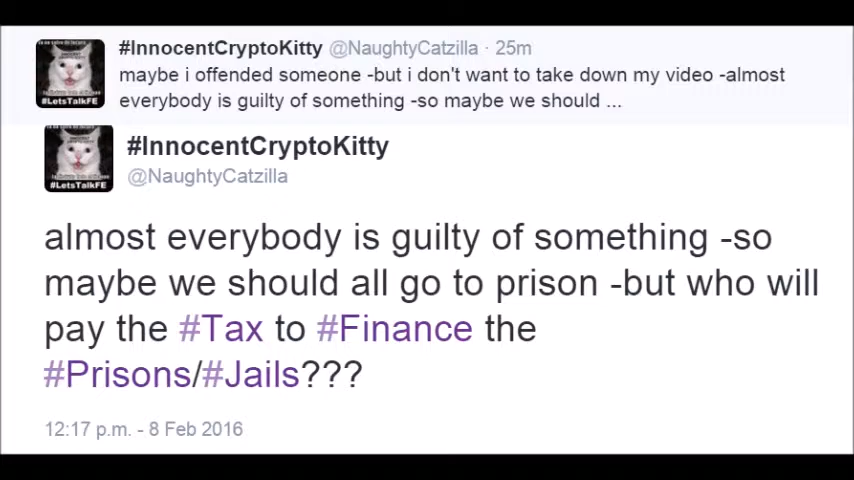 #InnocentCryptoKitty @NaughtyCatzilla · 25m
maybe i offended someone -but i don't want to take down my video -almost
everybody is guilty of something -so maybe we should ...
#LetsTalkFE
#InnocentCryptoKitty
@NaughtyCatzilla
#LetsTalkFE
almost everybody is guilty of something -so
maybe we should all go to prison -but who will
pay the #Tax to #Finance the
#Prisons/#Jails???
12:17 p.m. - 8 Feb 2016